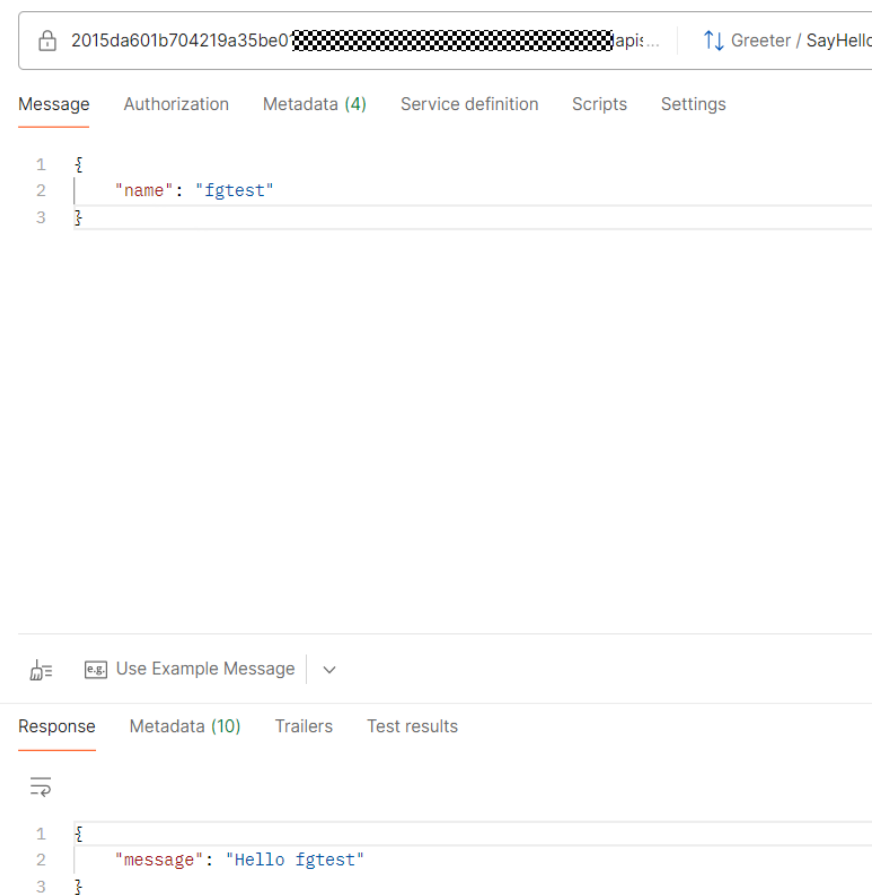 2015da601b704219a35be0 apis... Greeter / SayHello
Message Authorization Metadata (4) Service definition Scripts Settings
1 {
2 "name": "fgtest"
3 }
e.g. Use Example Message
Response Metadata (10) Trailers Test results
1 {
2 "message": "Hello fgtest"
3 }